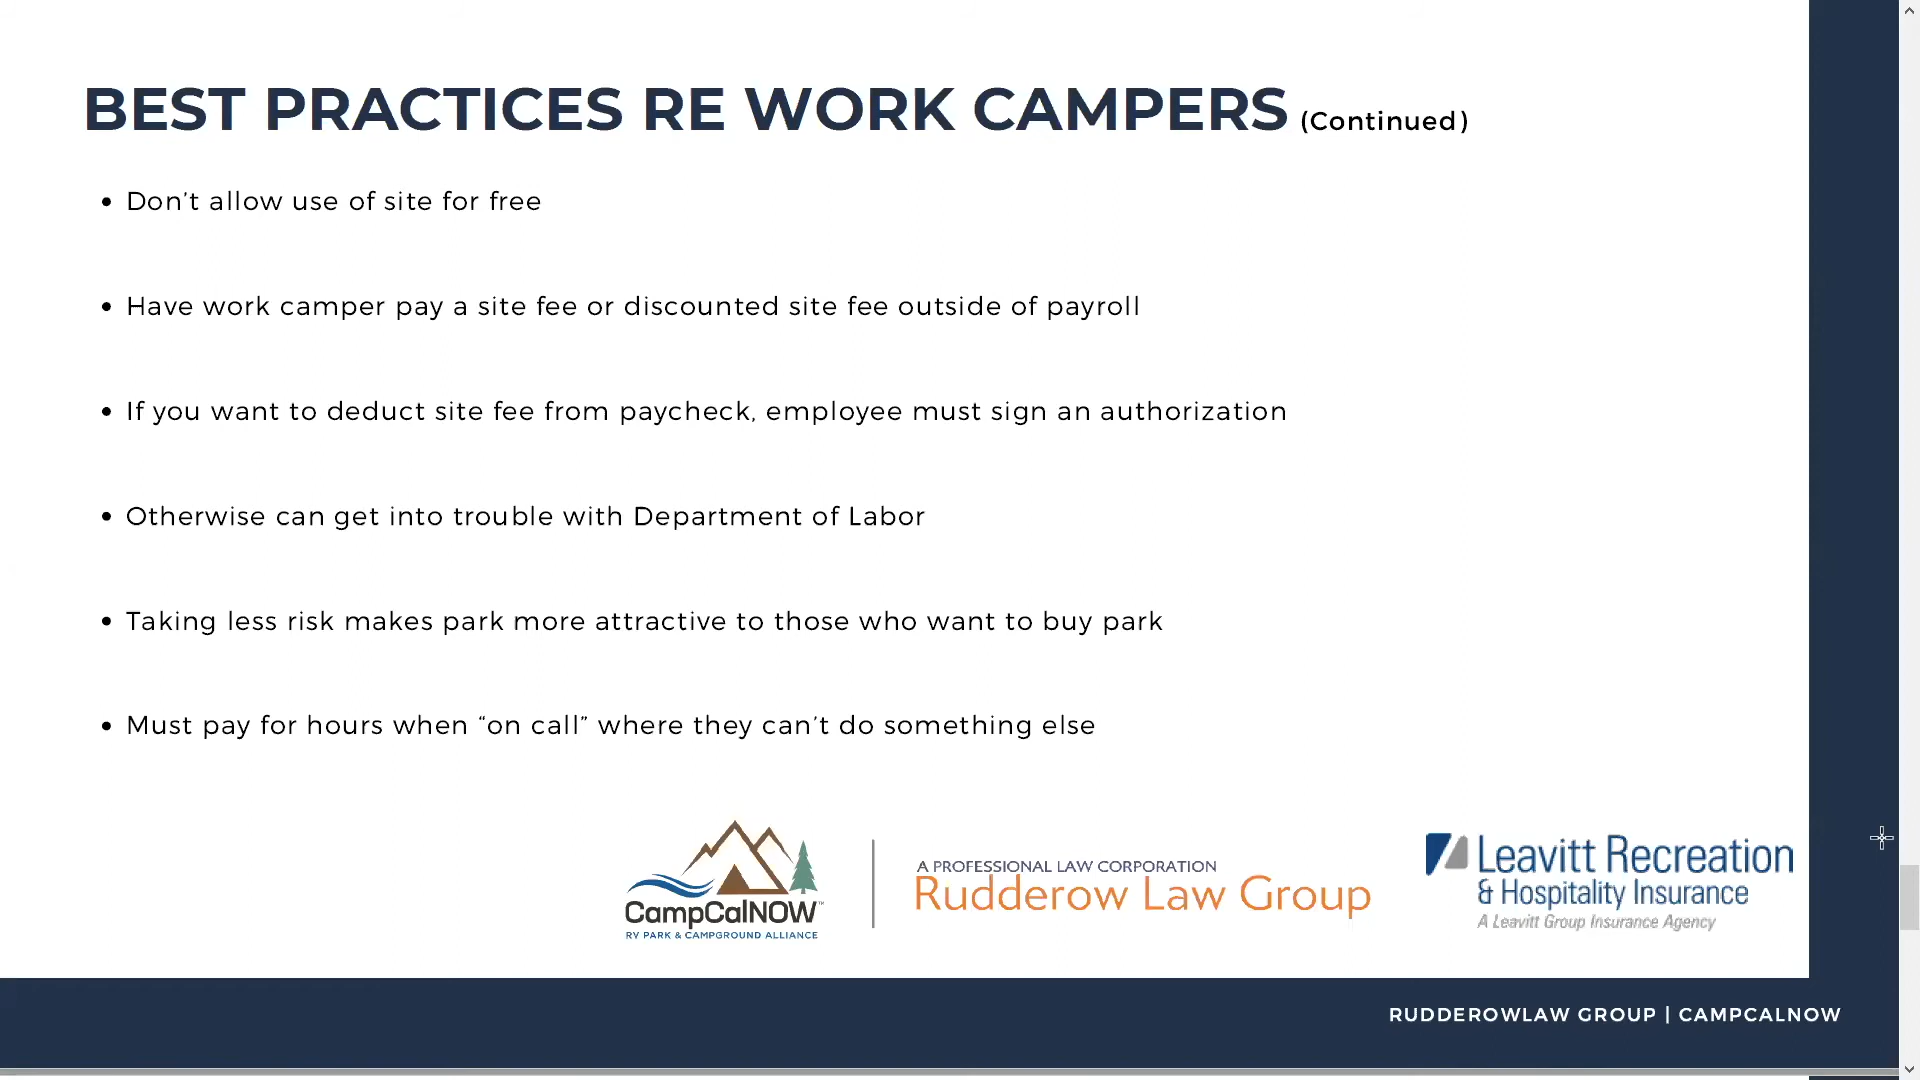 BEST PRACTICES RE WORK CAMPERS (Continued)
• Don’t allow use of site for free
• Have work camper pay a site fee or discounted site fee outside of payroll
• If you want to deduct site fee from paycheck, employee must sign an authorization
• Otherwise can get into trouble with Department of Labor
• Taking less risk makes park more attractive to those who want to buy park
• Must pay for hours when “on call” where they can’t do something else
CampCalNOW™
RV PARK & CAMPGROUND ALLIANCE
A PROFESSIONAL LAW CORPORATION
Rudderow Law Group
Leavitt Recreation
& Hospitality Insurance
A Leavitt Group Insurance Agency
RUDDEROWLAW GROUP | CAMPCALNOW